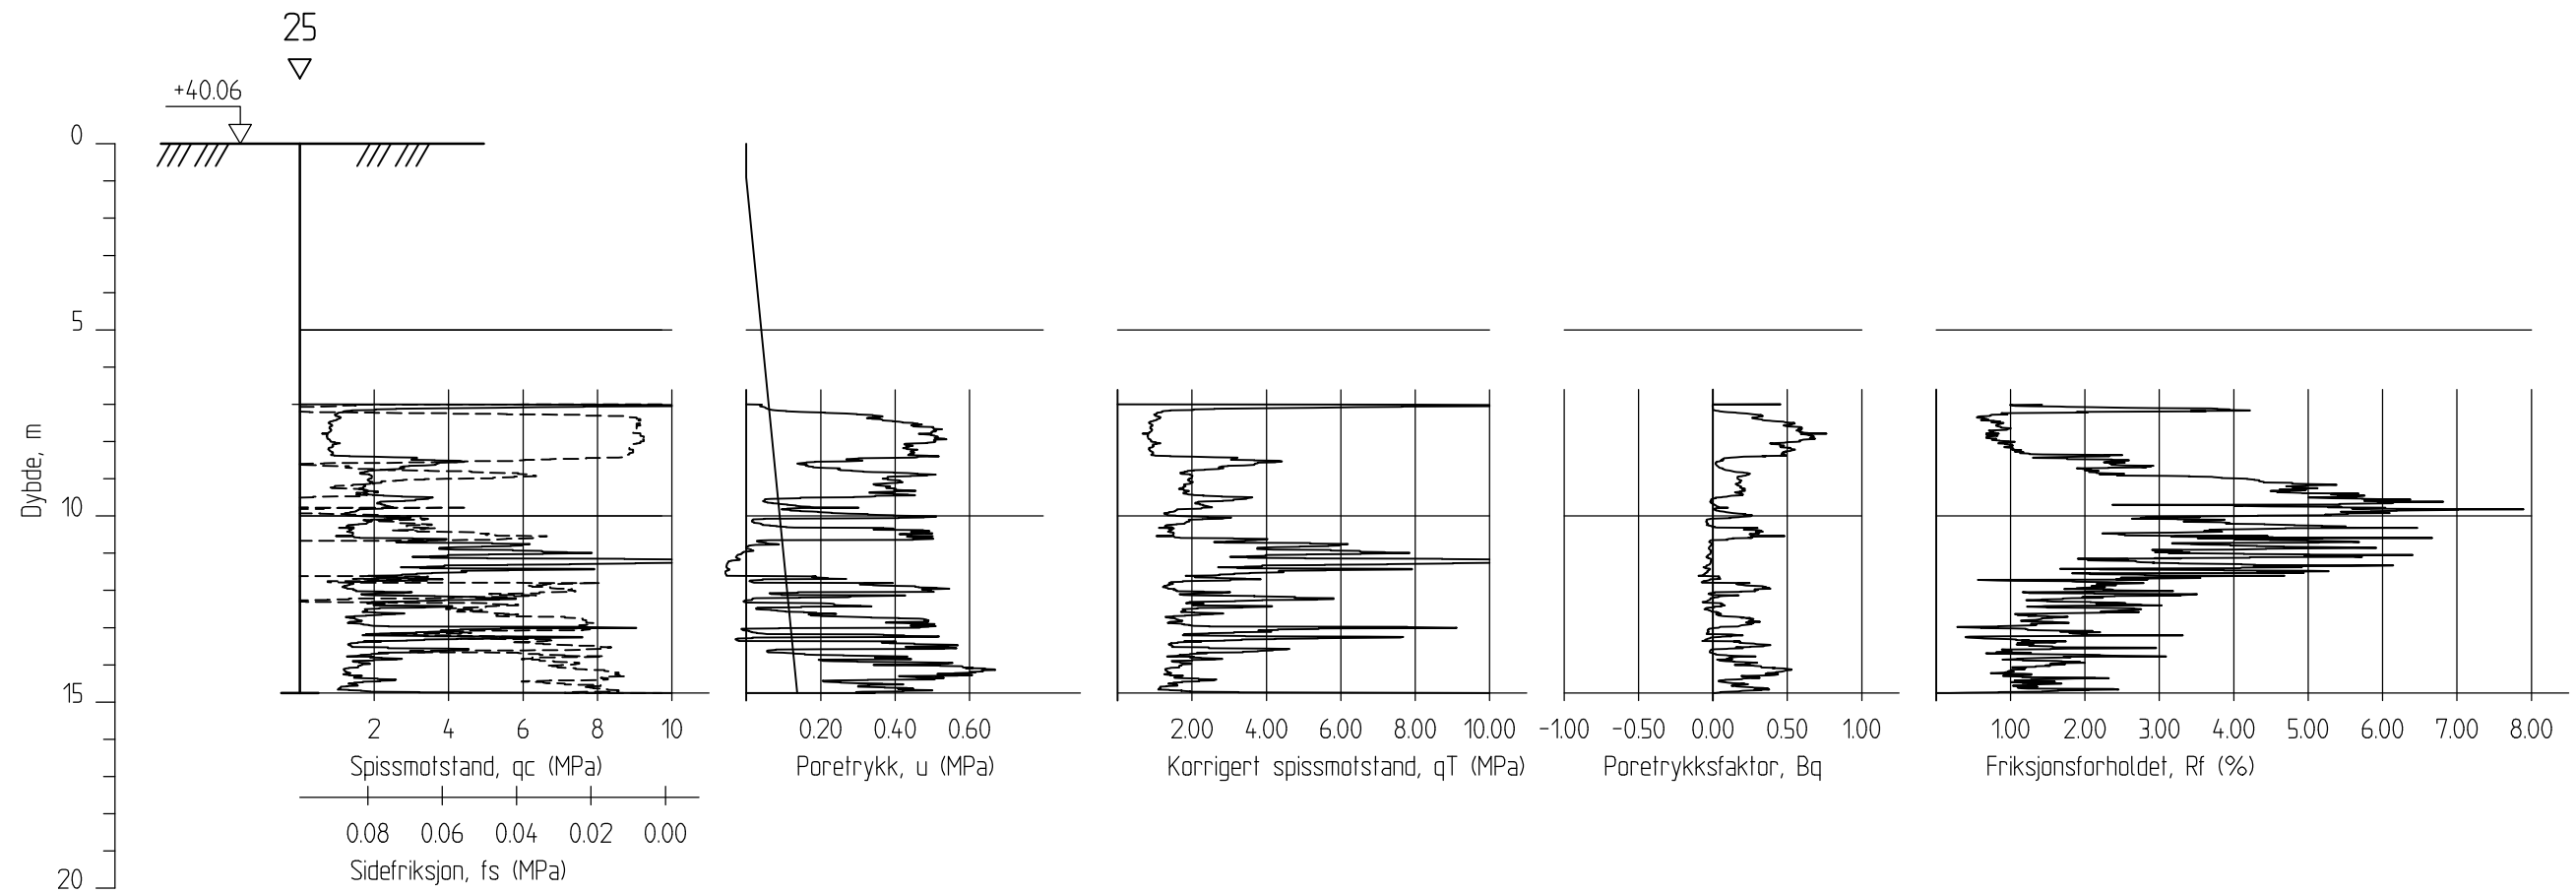 25
+40.06
0
5
10
15
20
Dybde, m
2 4 6 8 10
Spissmotstand, qc (MPa)
0.08 0.06 0.04 0.02 0.00
Sidefriksjon, fs (MPa)
0.20 0.40 0.60
Poretrykk, u (MPa)
2.00 4.00 6.00 8.00 10.00
Korrigert spissmotstand, qT (MPa)
-1.00 -0.50 0.00 0.50 1.00
Poretrykksfaktor, Bq
1.00 2.00 3.00 4.00 5.00 6.00 7.00 8.00
Friksjonsforholdet, Rf (%)